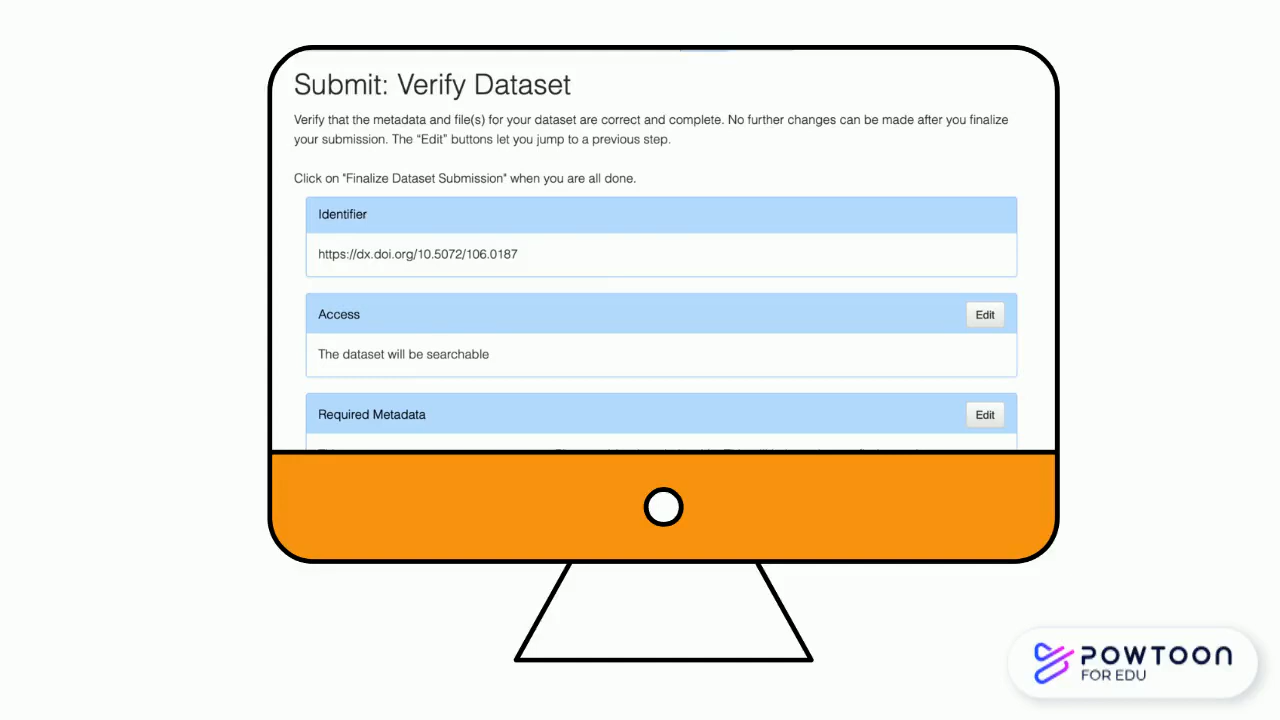 Submit: Verify Dataset
Verify that the metadata and file(s) for your dataset are correct and complete. No further changes can be made after you finalize
your submission. The “Edit” buttons let you jump to a previous step.
Click on "Finalize Dataset Submission" when you are all done.
Identifier
https://dx.doi.org/10.5072/106.0187
Access
Edit
The dataset will be searchable
Required Metadata
Edit
POWTOON
FOR EDU